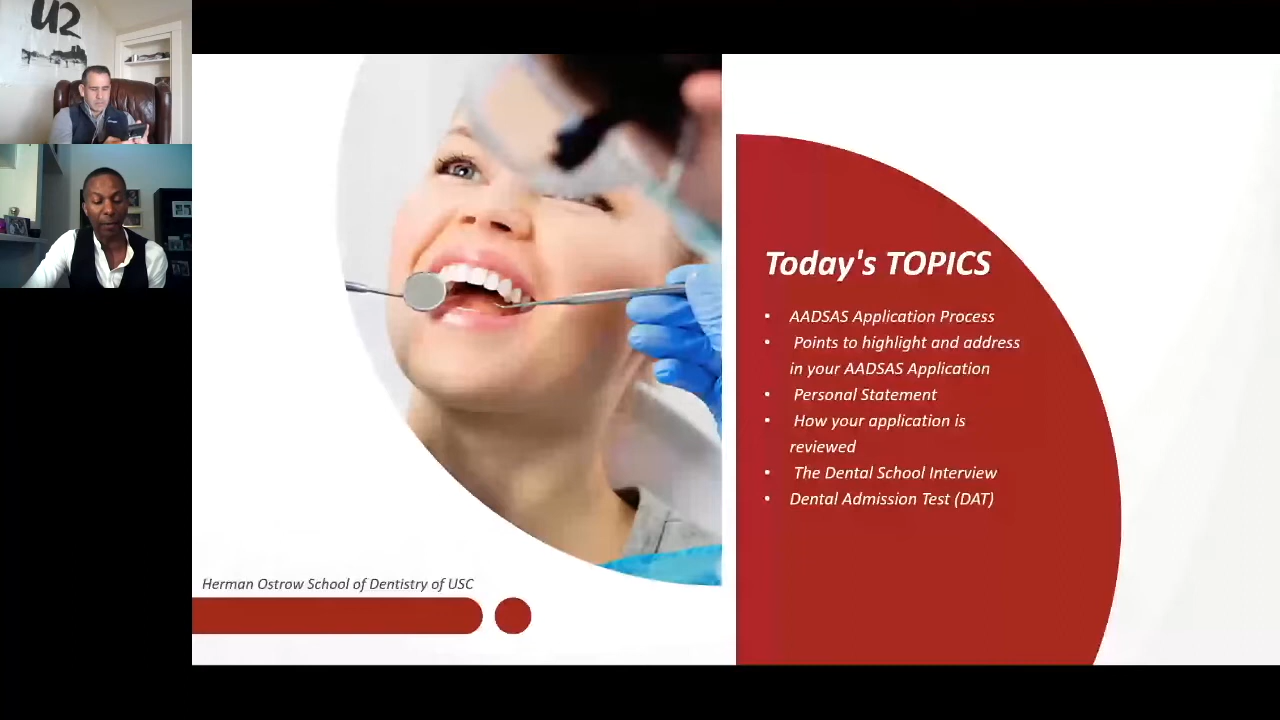 U2
Today's TOPICS
• AADSAS Application Process
• Points to highlight and address
in your AADSAS Application
• Personal Statement
• How your application is
reviewed
• The Dental School Interview
• Dental Admission Test (DAT)
Herman Ostrow School of Dentistry of USC